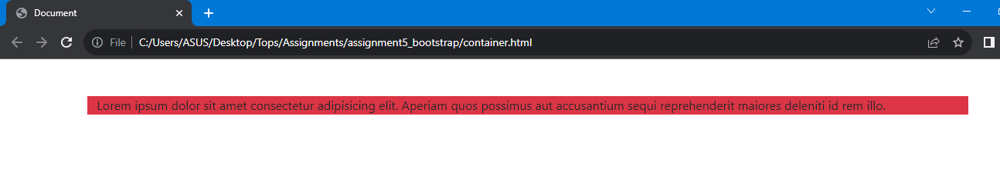 Document
File
C:/Users/ASUS/Desktop/Tops/Assignments/assignment5_bootstrap/container.html
Lorem ipsum dolor sit amet consectetur adipisicing elit. Aperiam quos possimus aut accusantium sequi reprehenderit maiores deleniti id rem illo.